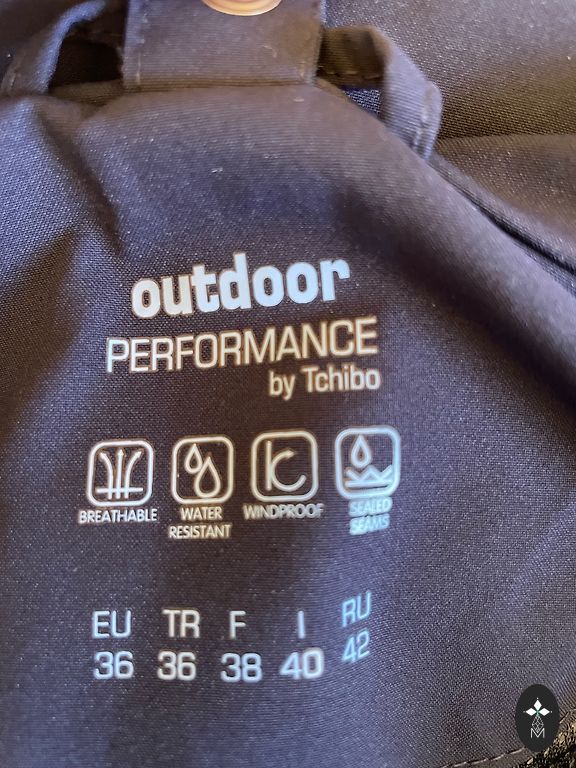 outdoor
PERFORMANCE
by Tchibo
BREATHABLE WATER RESISTANT WINDPROOF SEALED SEAMS
EU TR F I RU
36 36 38 40 42
M